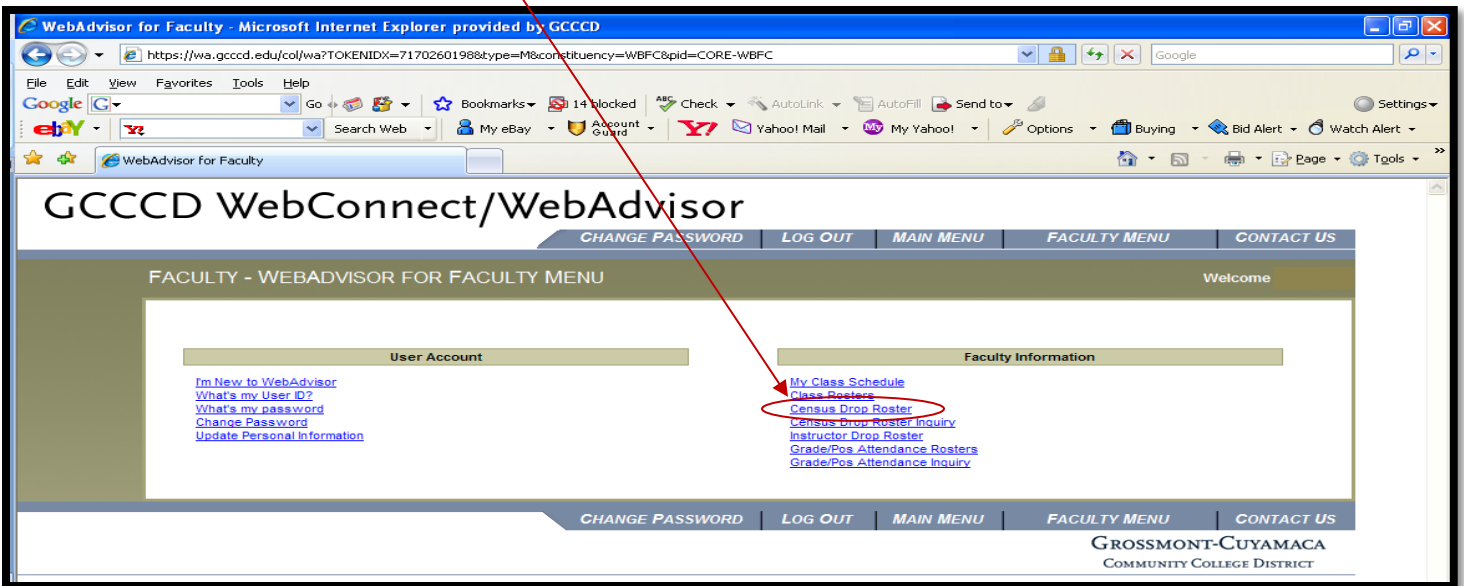 WebAdvisor for Faculty - Microsoft Internet Explorer provided by GCCCD
https://wa.gcccd.edu/col/wa?TOKENIDX=7170260198&type=M&constituency=WBFC&pid=CORE-WBFC
Google
File Edit View Favorites Tools Help
Google G Go Bookmarks 14 blocked ABC Check AutoLink AutoFill Send to Settings
ebY Y! Search Web My eBay Account Guard Y! Yahoo! Mail My My Yahoo! Options Buying Bid Alert Watch Alert
WebAdvisor for Faculty Page Tools »
GCCCD WebConnect/WebAdvisor
CHANGE PASSWORD LOG OUT MAIN MENU FACULTY MENU CONTACT US
FACULTY - WEBADVISOR FOR FACULTY MENU Welcome
User Account
I'm New to WebAdvisor
What's my User ID?
What's my password
Change Password
Update Personal Information
Faculty Information
My Class Schedule
Class Rosters
Census Drop Roster
Census Drop Roster Inquiry
Instructor Drop Roster
Grade/Pos Attendance Rosters
Grade/Pos Attendance Inquiry
CHANGE PASSWORD LOG OUT MAIN MENU FACULTY MENU CONTACT US
GROSSMONT-CUYAMACA
COMMUNITY COLLEGE DISTRICT